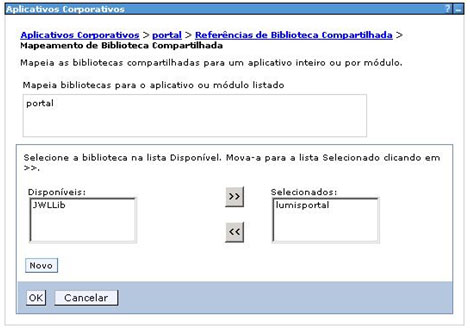 Aplicativos Corporativos ? –
Aplicativos Corporativos > portal > Referências de Biblioteca Compartilhada >
Mapeamento de Biblioteca Compartilhada
Mapeia as bibliotecas compartilhadas para um aplicativo inteiro ou por módulo.
Mapeia bibliotecas para o aplicativo ou módulo listado
portal
Selecione a biblioteca na lista Disponível. Mova-a para a lista Selecionado clicando em
>>.
Disponíveis:
JWLLib
>>
<<
Selecionados:
lumisportal
Novo
OK Cancelar